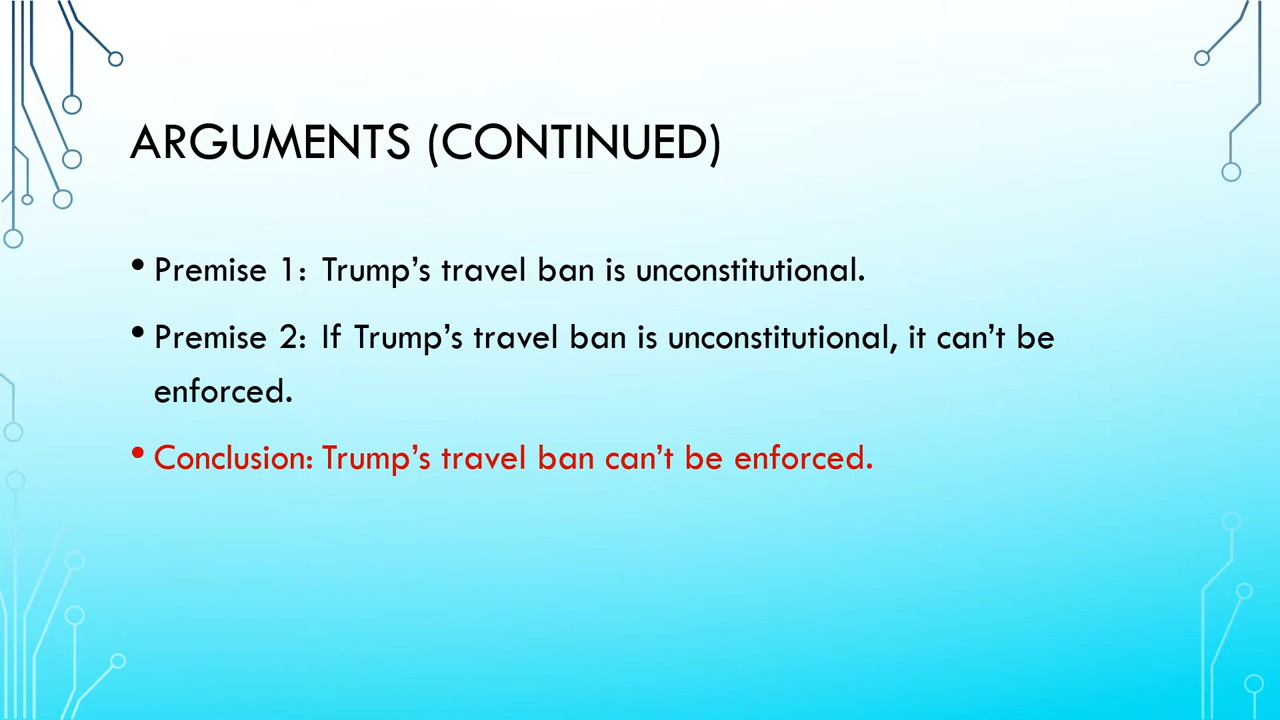 ARGUMENTS (CONTINUED)
• Premise 1: Trump’s travel ban is unconstitutional.
• Premise 2: If Trump’s travel ban is unconstitutional, it can’t be
enforced.
• Conclusion: Trump’s travel ban can’t be enforced.